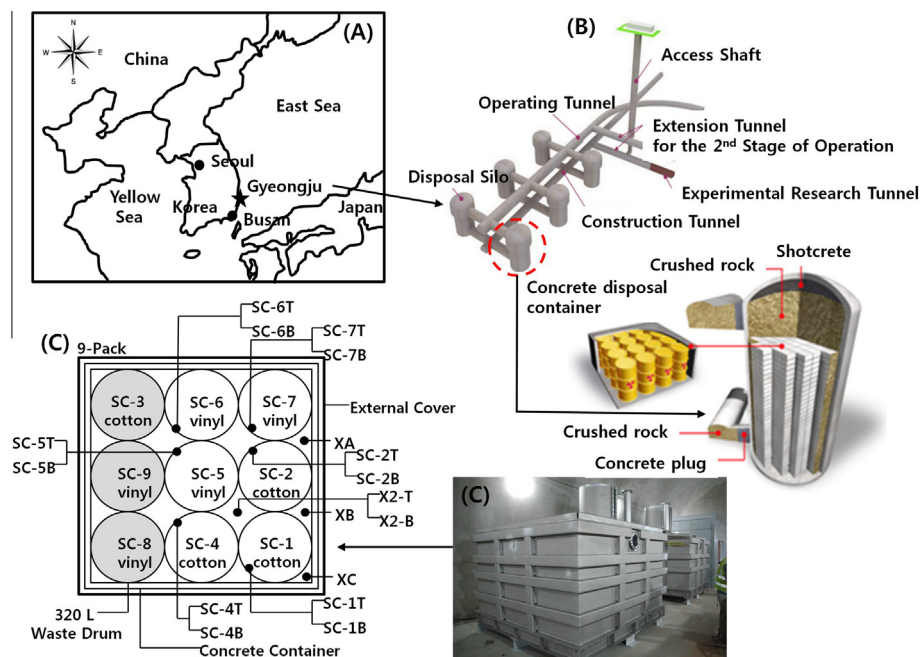 (A)
N
W
E
S
China
East Sea
Seoul
Gyeongju
Yellow
Sea
Korea
Busan
Japan
(B)
Access Shaft
Operating Tunnel
Extension Tunnel
for the 2nd Stage of Operation
Disposal Silo
Experimental Research Tunnel
Construction Tunnel
Shotcrete
Crushed rock
Concrete disposal
container
Crushed rock
Concrete plug
(C)
9-Pack
SC-6T
SC-6B
SC-7T
SC-7B
External Cover
SC-3
cotton
SC-6
vinyl
SC-7
vinyl
XA
SC-5T
SC-5B
SC-2T
SC-2B
SC-9
vinyl
SC-5
vinyl
SC-2
cotton
X2-T
X2-B
XB
SC-8
vinyl
SC-4
cotton
SC-1
cotton
XC
320 L
Waste Drum
SC-4T
SC-4B
SC-1T
SC-1B
Concrete Container
(C)